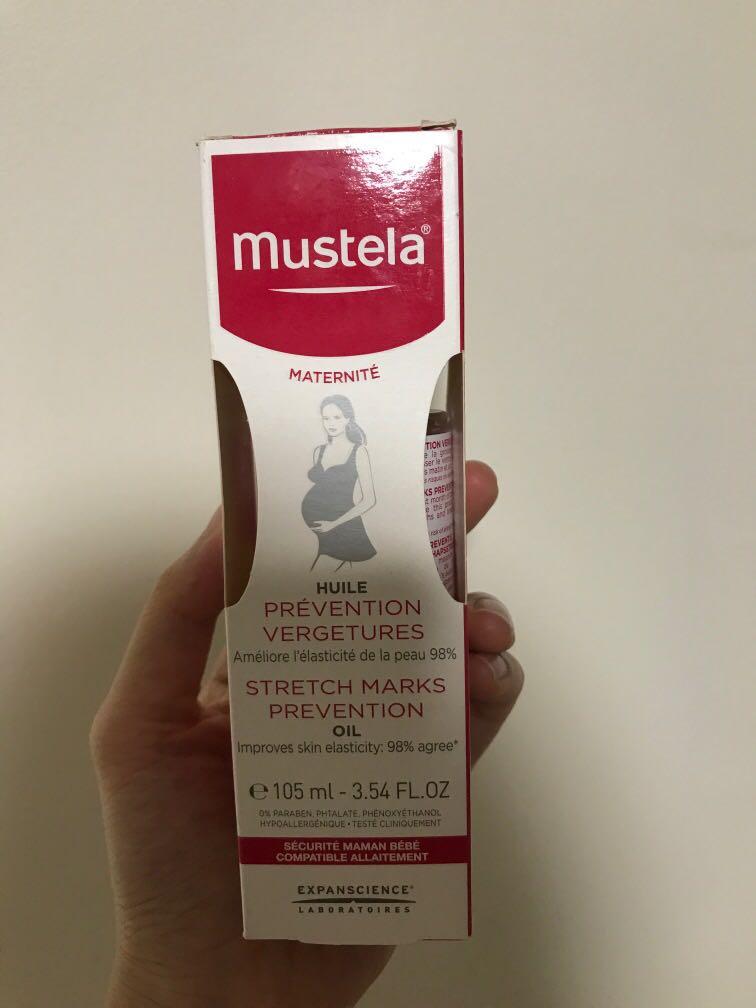 mustela®
MATERNITÉ
HUILE
PRÉVENTION
VERGETURES
Améliore l'élasticité de la peau 98%
STRETCH MARKS
PREVENTION
OIL
Improves skin elasticity: 98% agree*
e 105 ml - 3.54 FL.OZ
0% PARABEN, PHTALATE, PHÉNOXYÉTHANOL
HYPOALLERGÉNIQUE • TESTÉ CLINIQUEMENT
SÉCURITÉ MAMAN BÉBÉ
COMPATIBLE ALLAITEMENT
EXPANSCIENCE®
LABORATOIRES